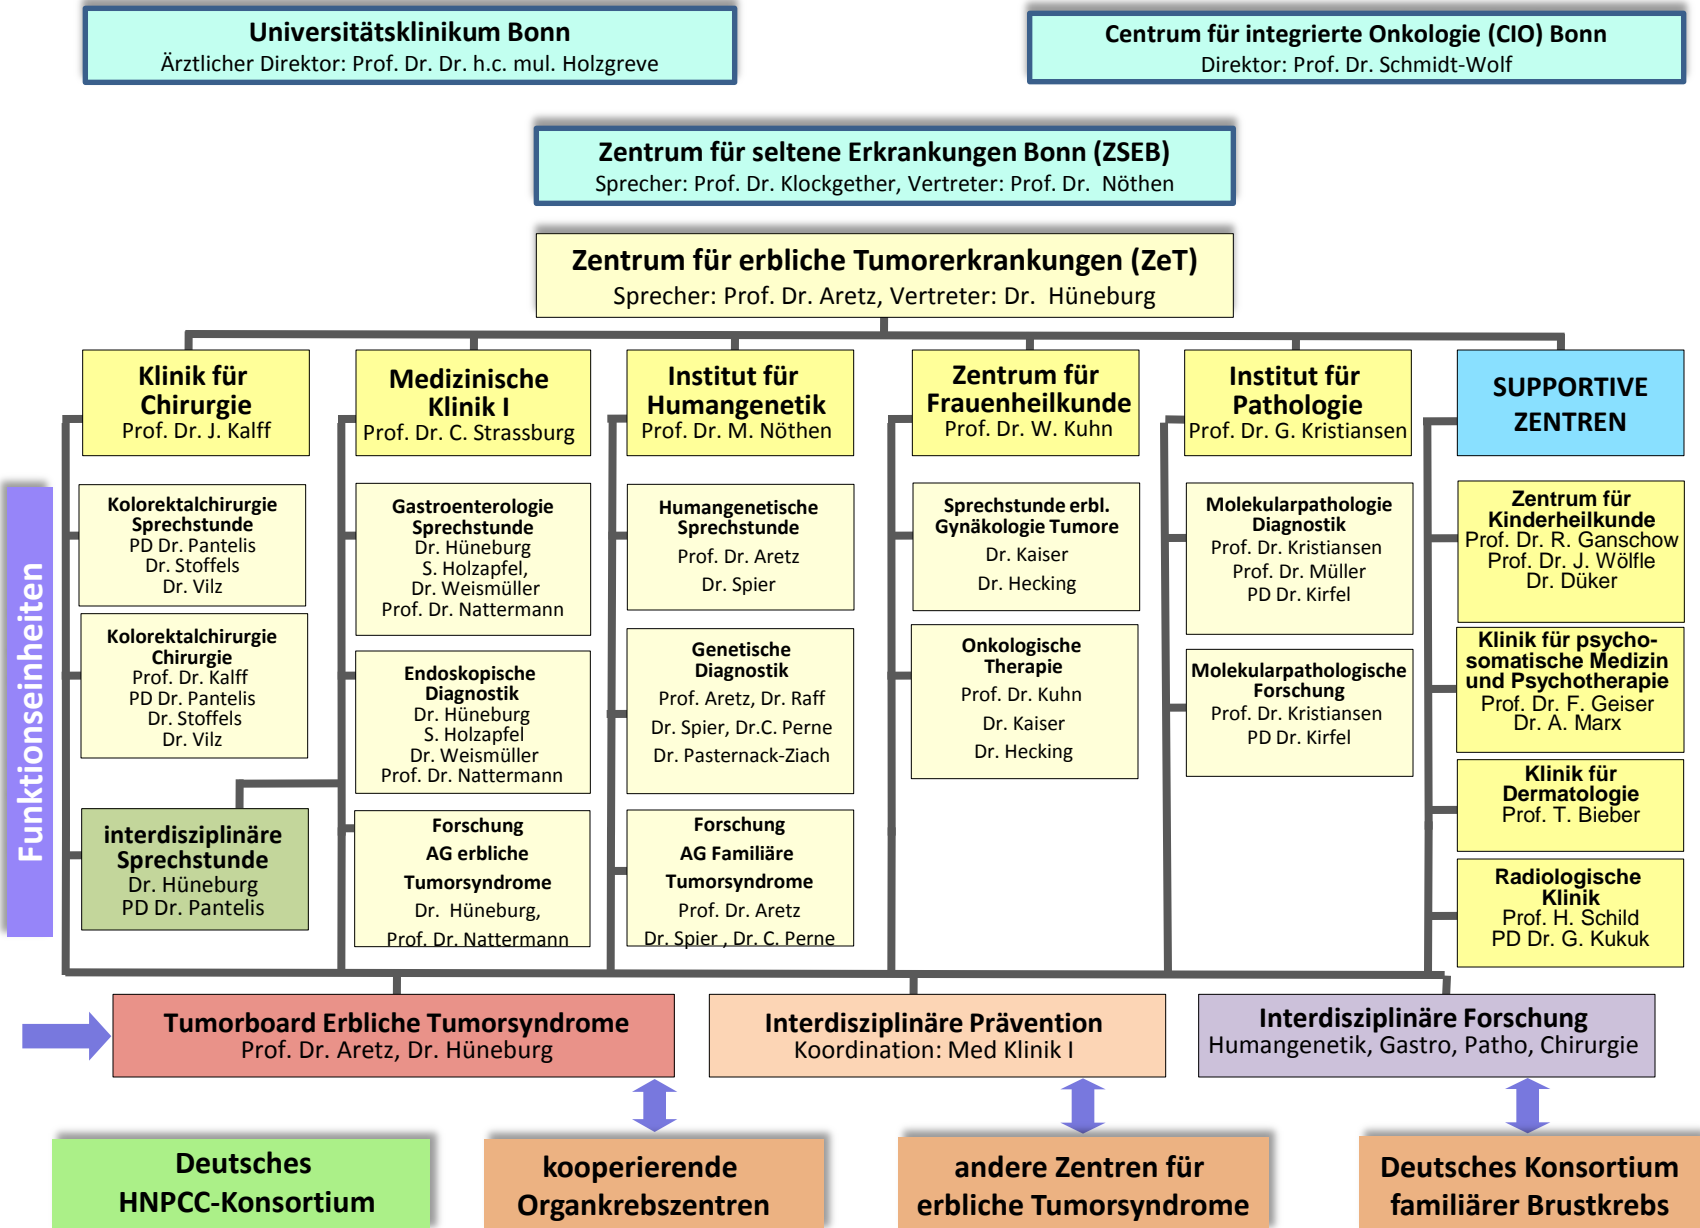 Universitätsklinikum Bonn
Ärztlicher Direktor: Prof. Dr. Dr. h.c. mul. Holzgreve
Centrum für integrierte Onkologie (CIO) Bonn
Direktor: Prof. Dr. Schmidt-Wolf
Zentrum für seltene Erkrankungen Bonn (ZSEB)
Sprecher: Prof. Dr. Klockgether, Vertreter: Prof. Dr. Nöthen
Zentrum für erbliche Tumorerkrankungen (ZeT)
Sprecher: Prof. Dr. Aretz, Vertreter: Dr. Hüneburg
Klinik für
Chirurgie
Prof. Dr. J. Kalff
Medizinische
Klinik I
Prof. Dr. C. Strassburg
Institut für
Humangenetik
Prof. Dr. M. Nöthen
Zentrum für
Frauenheilkunde
Prof. Dr. W. Kuhn
Institut für
Pathologie
Prof. Dr. G. Kristiansen
SUPPORTIVE
ZENTREN
Funktionseinheiten
Kolorektalchirurgie
Sprechstunde
PD Dr. Pantelis
Dr. Stoffels
Dr. Vilz
Kolorektalchirurgie
Chirurgie
Prof. Dr. Kalff
PD Dr. Pantelis
Dr. Stoffels
Dr. Vilz
interdisziplinäre
Sprechstunde
Dr. Hüneburg
PD Dr. Pantelis
Gastroenterologie
Sprechstunde
Dr. Hüneburg
S. Holzapfel,
Dr. Weismüller
Prof. Dr. Nattermann
Endoskopische
Diagnostik
Dr. Hüneburg
S. Holzapfel
Dr. Weismüller
Prof. Dr. Nattermann
Forschung
AG erbliche
Tumorsyndrome
Dr. Hüneburg,
Prof. Dr. Nattermann
Humangenetische
Sprechstunde
Prof. Dr. Aretz
Dr. Spier
Genetische
Diagnostik
Prof. Aretz, Dr. Raff
Dr. Spier, Dr.C. Perne
Dr. Pasternack-Ziach
Forschung
AG Familiäre
Tumorsyndrome
Prof. Dr. Aretz
Dr. Spier , Dr. C. Perne
Sprechstunde erbl.
Gynäkologie Tumore
Dr. Kaiser
Dr. Hecking
Onkologische
Therapie
Prof. Dr. Kuhn
Dr. Kaiser
Dr. Hecking
Molekularpathologie
Diagnostik
Prof. Dr. Kristiansen
Prof. Dr. Müller
PD Dr. Kirfel
Molekularpathologische
Forschung
Prof. Dr. Kristiansen
PD Dr. Kirfel
Zentrum für
Kinderheilkunde
Prof. Dr. R. Ganschow
Prof. Dr. J. Wölfle
Dr. Düker
Klinik für psycho-
somatische Medizin
und Psychotherapie
Prof. Dr. F. Geiser
Dr. A. Marx
Klinik für
Dermatologie
Prof. T. Bieber
Radiologische
Klinik
Prof. H. Schild
PD Dr. G. Kukuk
Tumorboard Erbliche Tumorsyndrome
Prof. Dr. Aretz, Dr. Hüneburg
Interdisziplinäre Prävention
Koordination: Med Klinik I
Interdisziplinäre Forschung
Humangenetik, Gastro, Patho, Chirurgie
Deutsches
HNPCC-Konsortium
kooperierende
Organkrebszentren
andere Zentren für
erbliche Tumorsyndrome
Deutsches Konsortium
familiärer Brustkrebs